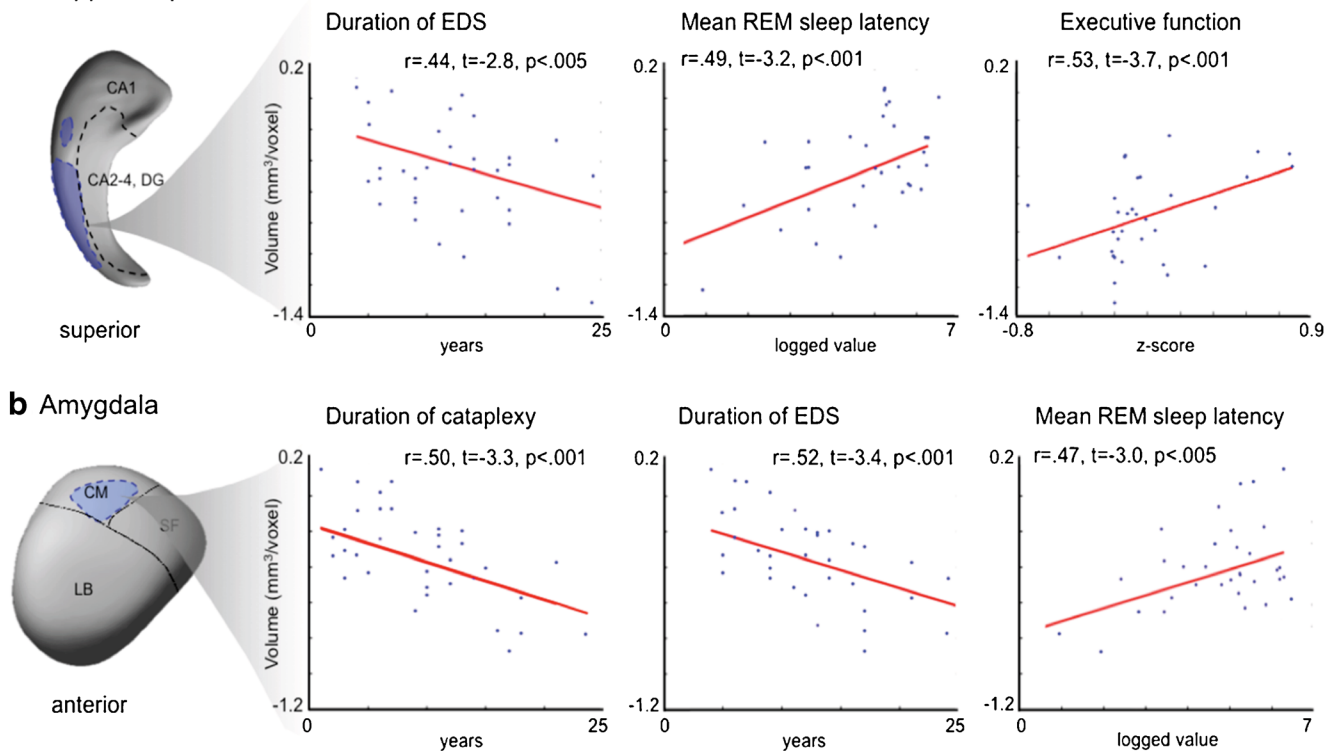 Duration of EDS
Mean REM sleep latency
Executive function
r=.44, t=-2.8, p<.005
r=.49, t=-3.2, p<.001
r=.53, t=-3.7, p<.001
CA1
CA2-4, DG
superior
Volume (mm³/voxel)
0.2
-1.4
0
25
years
0.2
-1.4
0
7
logged value
0.2
-1.4
-0.8
0.9
z-score
b Amygdala
Duration of cataplexy
Duration of EDS
Mean REM sleep latency
r=.50, t=-3.3, p<.001
r=.52, t=-3.4, p<.001
r=.47, t=-3.0, p<.005
CM
SF
LB
anterior
Volume (mm³/voxel)
0.2
-1.2
0
25
years
0.2
-1.2
0
25
years
0.2
-1.2
0
7
logged value